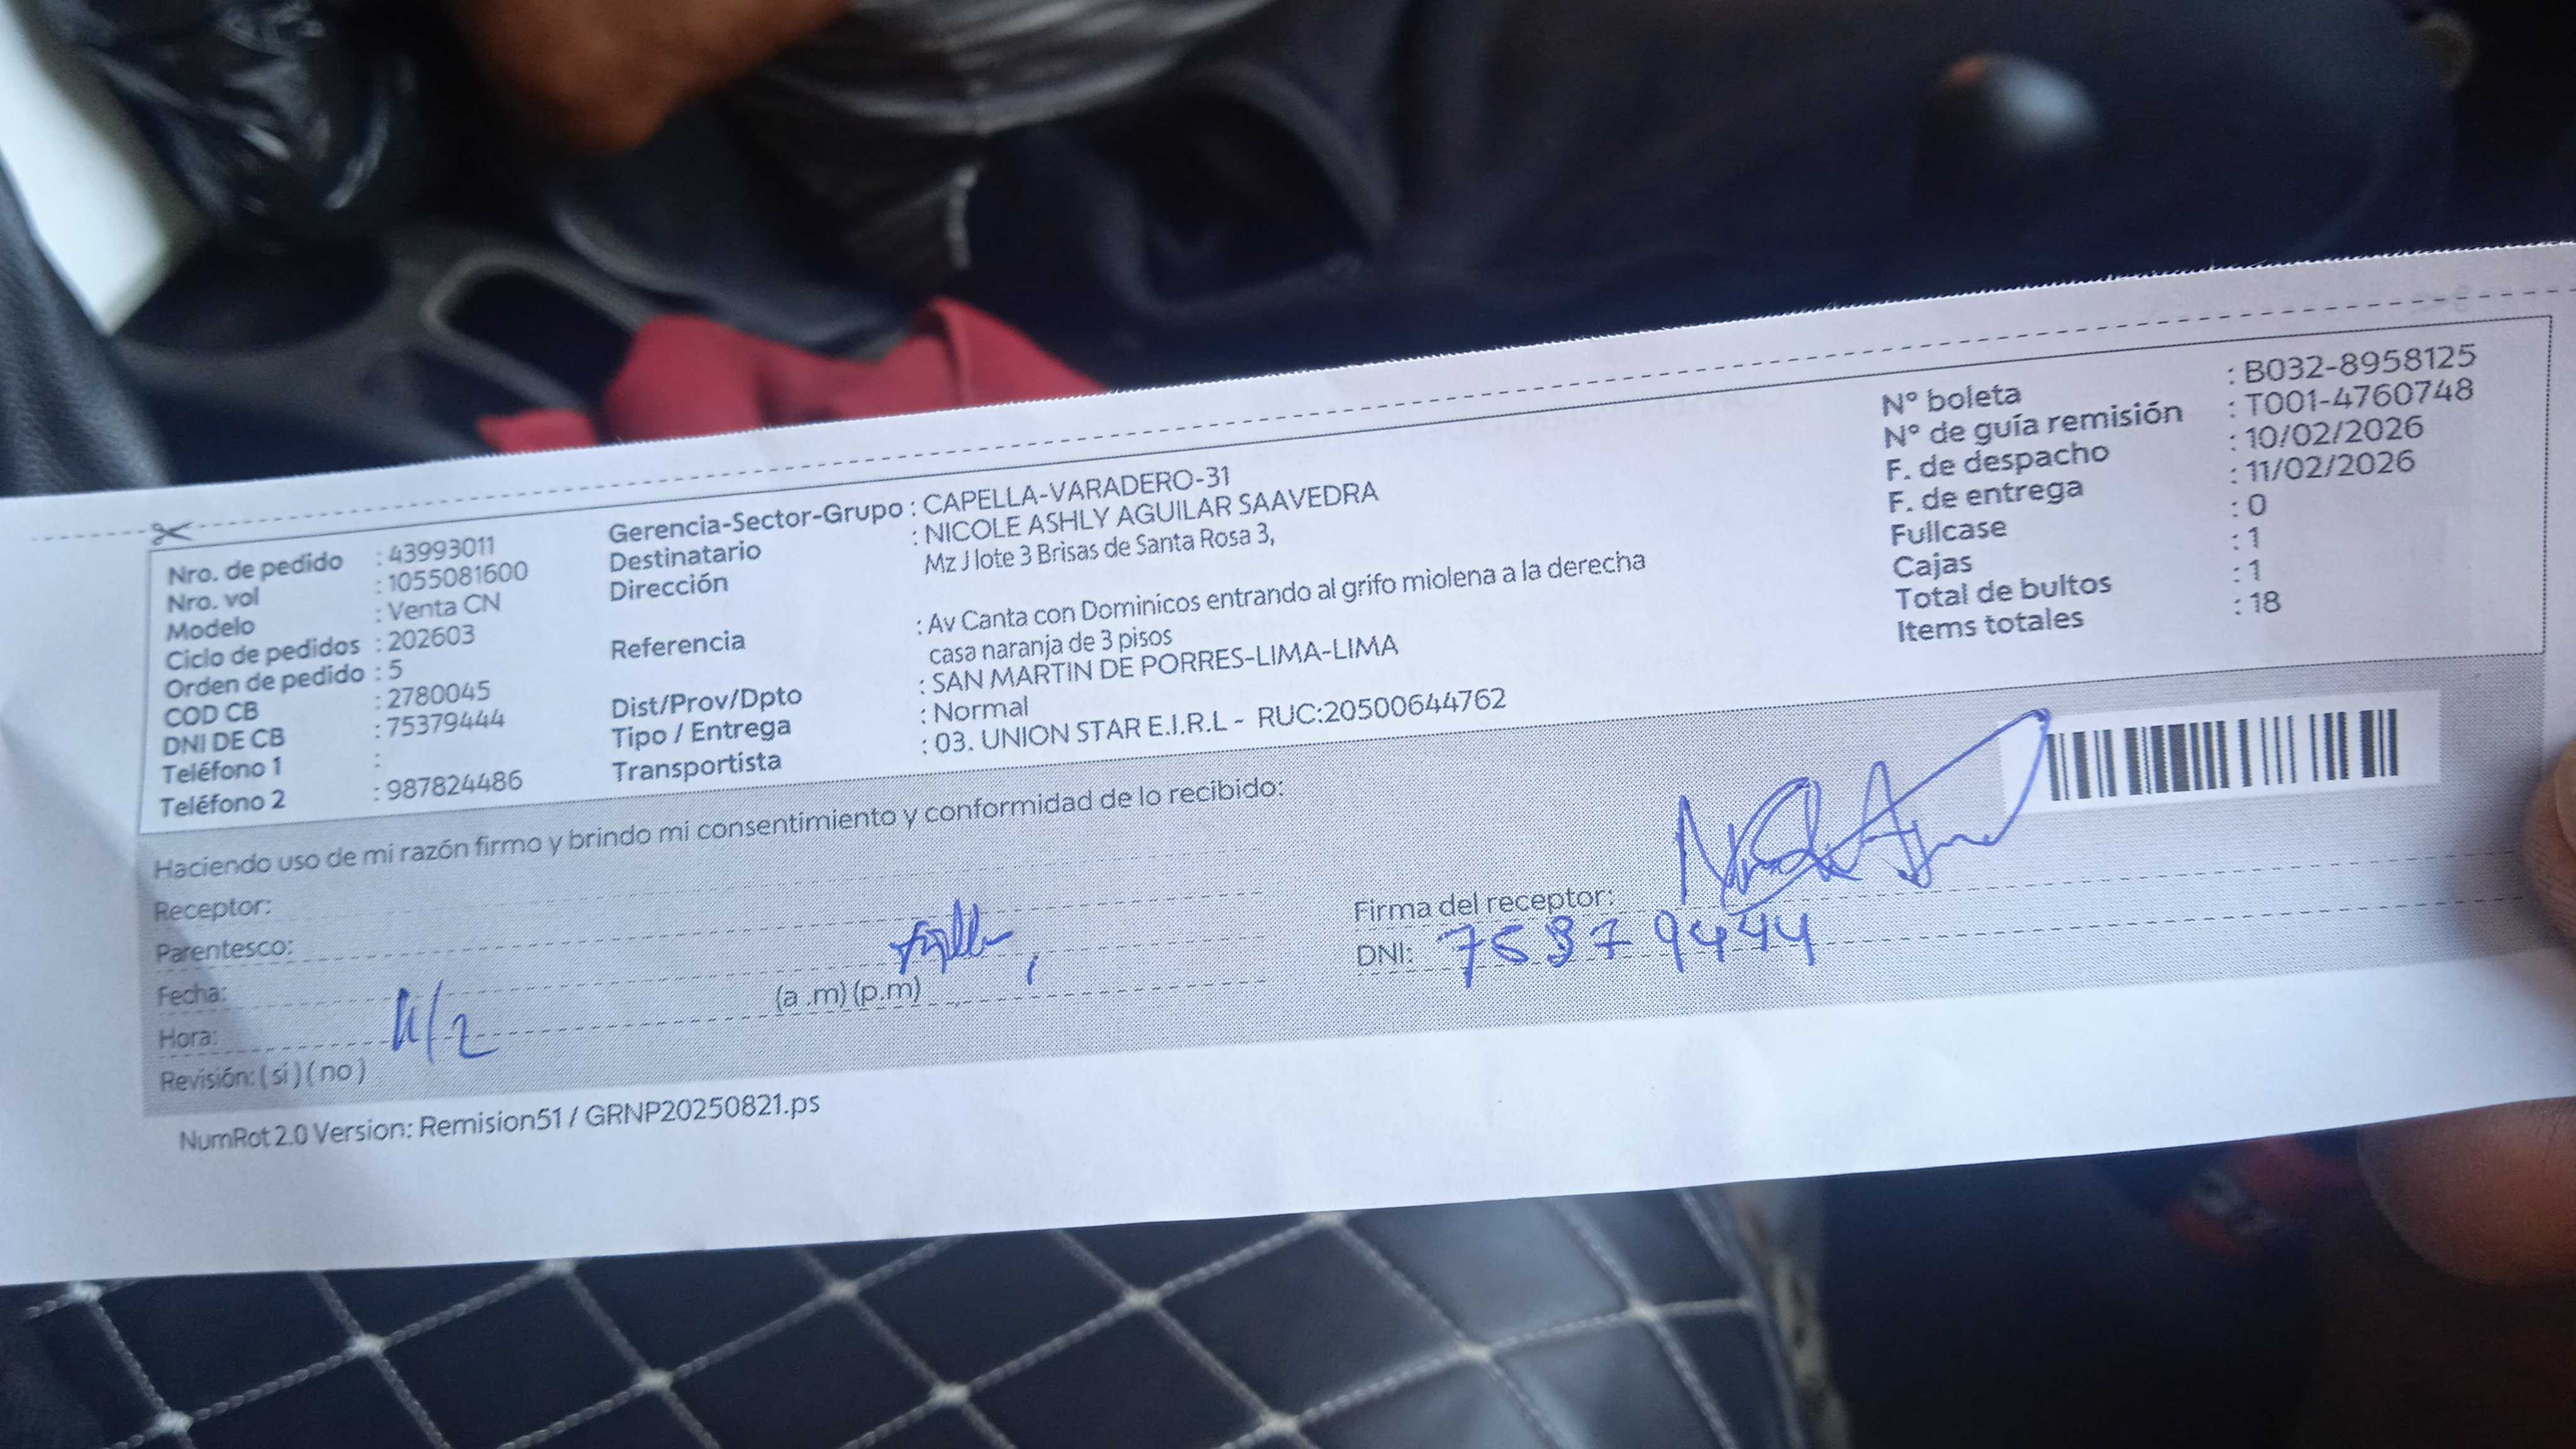 Nro. de pedido : 43993011
Nro. vol : 1055081600
Modelo : Venta CN
Ciclo de pedidos : 202603
Orden de pedido : 5
COD CB : 2780045
DNI DE CB : 75379444
Teléfono 1 :
Teléfono 2 : 987824486
Gerencia-Sector-Grupo : CAPELLA-VARADERO-31
Destinatario : NICOLE ASHLY AGUILAR SAAVEDRA
Dirección Mz J lote 3 Brisas de Santa Rosa 3,
Referencia : Av Canta con Dominicos entrando al grifo miolena a la derecha
casa naranja de 3 pisos
Dist/Prov/Dpto : SAN MARTIN DE PORRES-LIMA-LIMA
Tipo / Entrega : Normal
Transportista : 03. UNION STAR E.I.R.L - RUC:20500644762
N° boleta : B032-8958125
N° de guía remisión : T001-4760748
F. de despacho : 10/02/2026
F. de entrega : 11/02/2026
Fullcase : 0
Cajas : 1
Total de bultos : 1
Items totales : 18
Haciendo uso de mi razón firmo y brindo mi consentimiento y conformidad de lo recibido:
Receptor:
Parentesco:
Fecha:
Hora: 11/2 (a .m) (p.m)
Revisión: ( si ) ( no )
Firma del receptor:
DNI: 75379444
NumRot 2.0 Version: Remision51 / GRNP20250821.ps